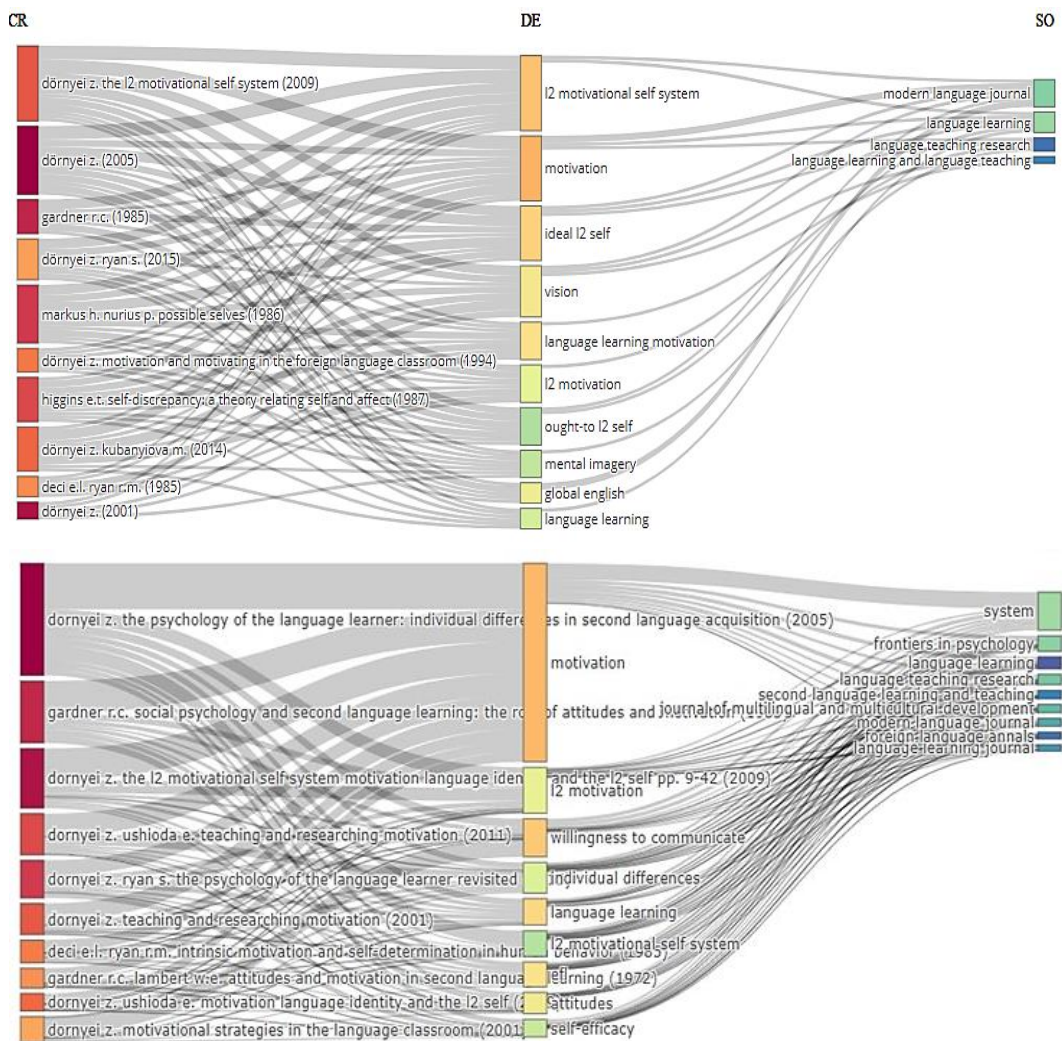 CR
DE
SO
dörnyei z. the l2 motivational self system (2009)
dörnyei z. (2005)
gardner r.c. (1985)
dörnyei z. ryan s. (2015)
markus h. nurius p. possible selves (1986)
dörnyei z. motivation and motivating in the foreign language classroom (1994)
higgins e.t. self-discrepancy: a theory relating self and affect (1987)
dörnyei z. kubanyiova m. (2014)
deci e.l. ryan r.m. (1985)
dörnyei z. (2001)
l2 motivational self system
motivation
ideal l2 self
vision
language learning motivation
l2 motivation
ought-to l2 self
mental imagery
global english
language learning
modern language journal
language learning
language teaching research
language learning and language teaching
dornyei z. the psychology of the language learner: individual differences in second language acquisition (2005)
gardner r.c. social psychology and second language learning: the role of attitudes and
dornyei z. the l2 motivational self system motivation language and the l2 self pp. 9-42 (2009)
dornyei z. ushioda e. teaching and researching motivation (2011)
dornyei z. ryan s. the psychology of the language learner revisited
dornyei z. teaching and researching motivation (2001)
deci e.l. ryan r.m. intrinsic motivation and self-determination in human behavior (1985)
gardner r.c. lambert w.e. attitudes and motivation in second language learning (1972)
dornyei z. ushioda e. motivation language identity and the l2 self
dornyei z. motivational strategies in the language classroom (2001)
motivation
l2 motivation
willingness to communicate
individual differences
language learning
l2 motivational self system
efl
attitudes
self-efficacy
system
frontiers in psychology
language learning
language teaching research
second language learning and teaching
journal of multilingual and multicultural development
modern language journal
foreign language annals
language learning journal